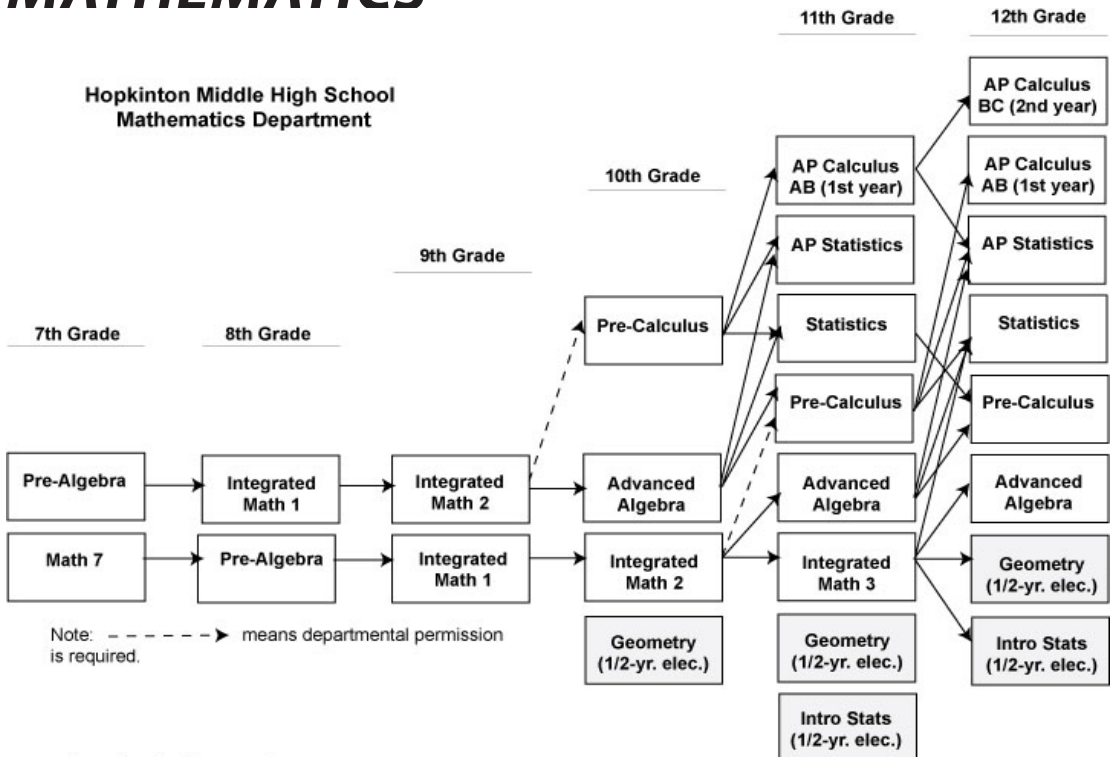 MATHEMATICS
11th Grade
12th Grade
Hopkinton Middle High School
Mathematics Department
AP Calculus
BC (2nd year)
10th Grade
AP Calculus
AB (1st year)
AP Calculus
AB (1st year)
9th Grade
AP Statistics
AP Statistics
7th Grade
8th Grade
Pre-Calculus
Statistics
Statistics
Pre-Calculus
Pre-Calculus
Pre-Algebra
Integrated
Math 1
Integrated
Math 2
Advanced
Algebra
Advanced
Algebra
Advanced
Algebra
Math 7
Pre-Algebra
Integrated
Math 1
Integrated
Math 2
Integrated
Math 3
Geometry
(1/2-yr. elec.)
Note: means departmental permission
is required.
Geometry
(1/2-yr. elec.)
Geometry
(1/2-yr. elec.)
Intro Stats
(1/2-yr. elec.)
Intro Stats
(1/2-yr. elec.)